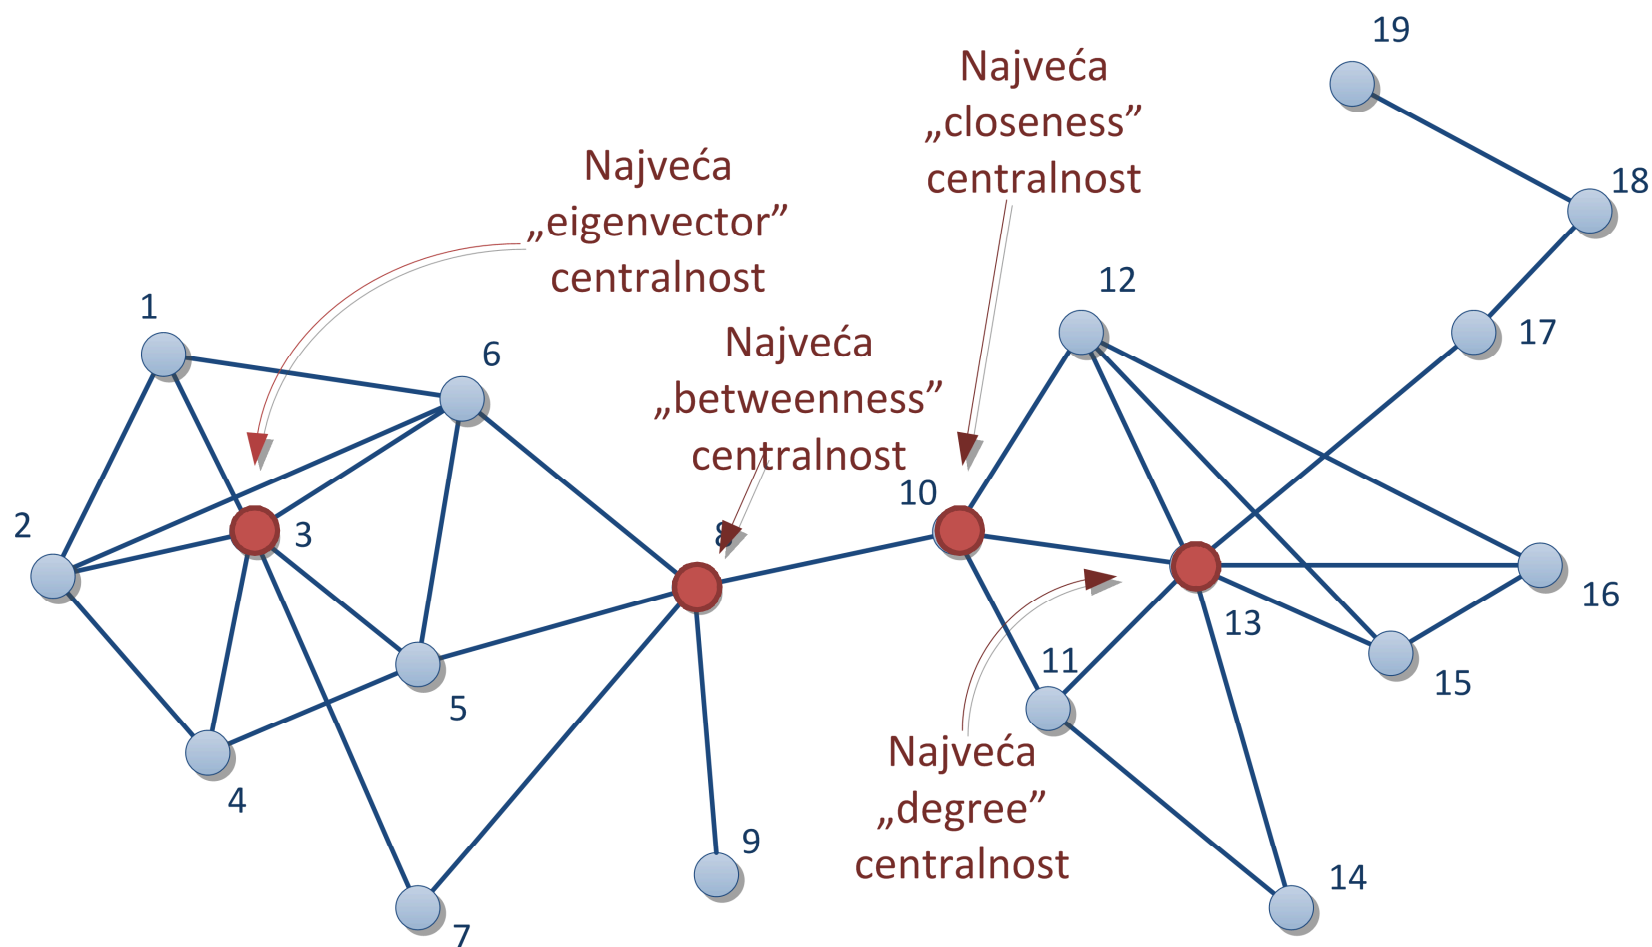 19
Najveća
„closeness”
centralnost
Najveća
„eigenvector”
centralnost
18
12
1
Najveća
„betweenness”
centralnost
17
6
10
2
3
8
16
13
11
15
5
Najveća
„degree”
centralnost
4
9
14
7